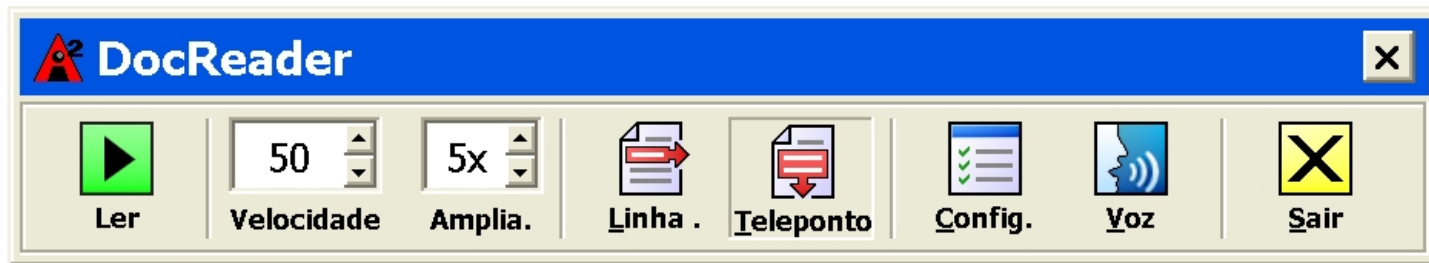 DocReader
50 5x
Ler Velocidade Amplia. Linha . Teleponto Config. Voz Sair